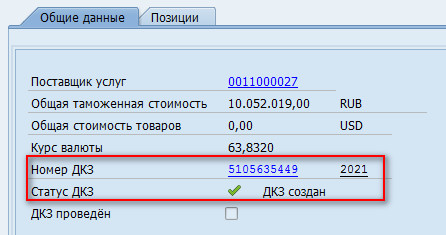 Общие данные Позиции
Поставщик услуг 0011000027
Общая таможенная стоимость 10.052.019,00 RUB
Общая стоимость товаров 0,00 USD
Курс валюты 63,8320
Номер ДКЗ 5105635449 2021
Статус ДКЗ ДКЗ создан
ДКЗ проведён